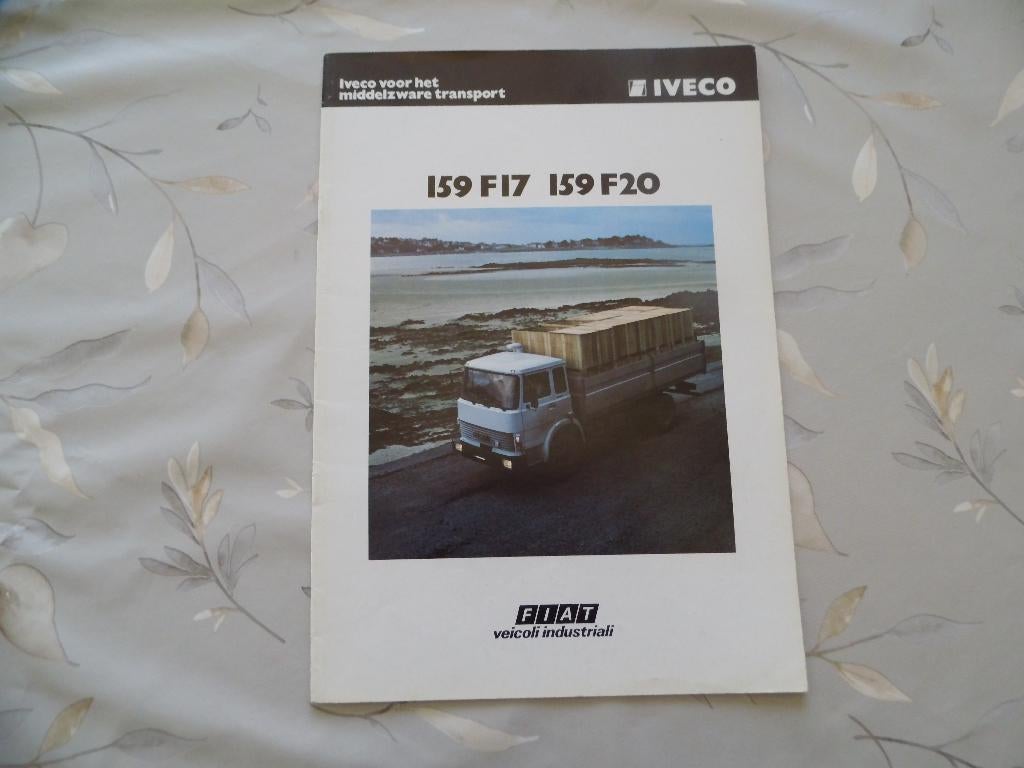 Iveco voor het
middelzware transport
IVECO
159 F17 159 F20
FIAT
veicoli industriali